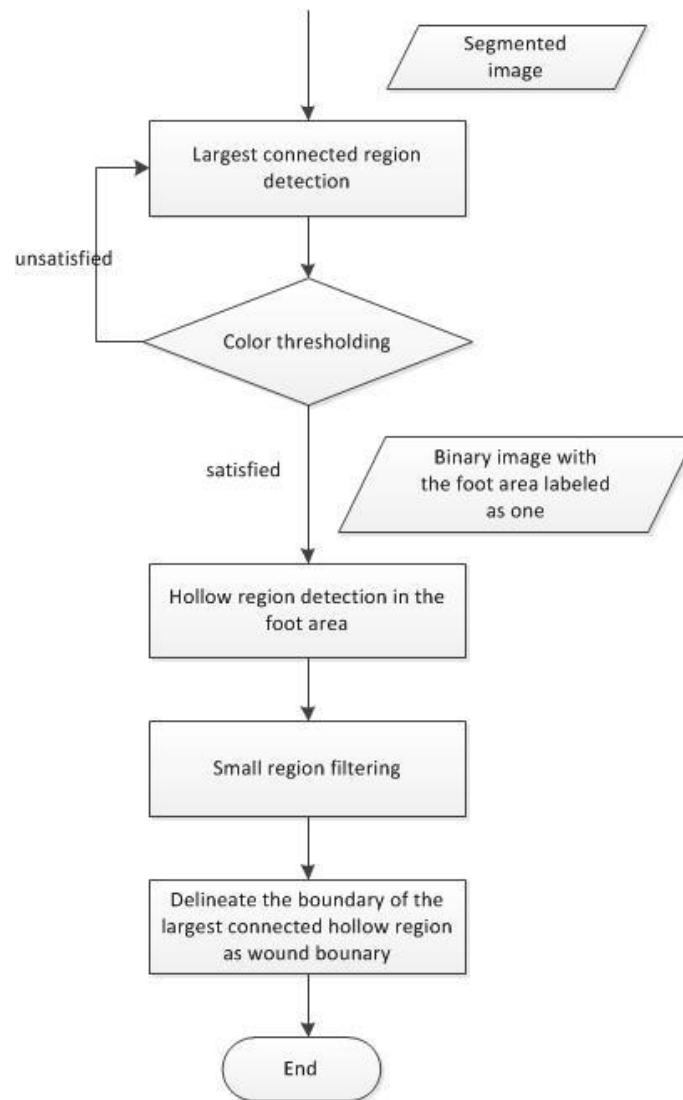 Segmented
image
Largest connected region
detection
unsatisfied
Color thresholding
satisfied
Binary image with
the foot area labeled
as one
Hollow region detection in the
foot area
Small region filtering
Delineate the boundary of the
largest connected hollow region
as wound bounary
End